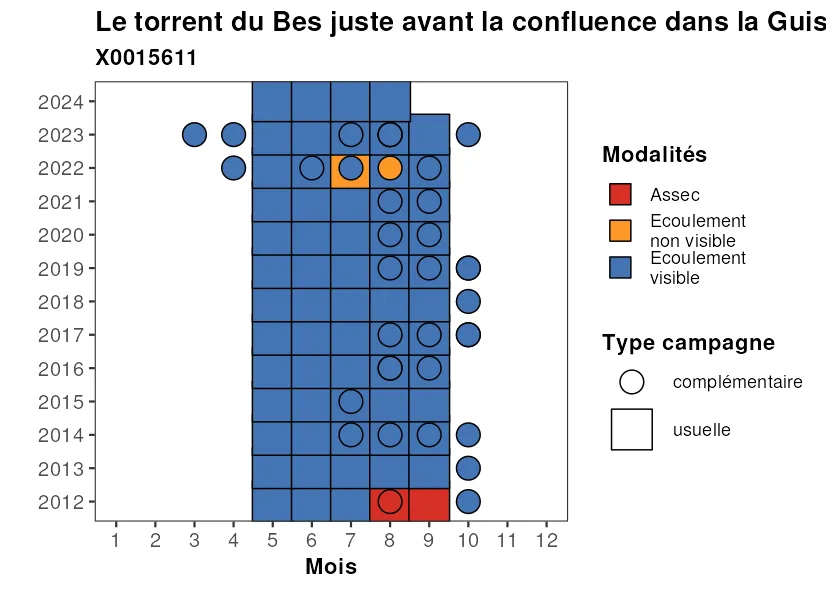 Le torrent du Bes juste avant la confluence dans la Guis
X0015611
2024
2023
2022
2021
2020
2019
2018
2017
2016
2015
2014
2013
2012
1 2 3 4 5 6 7 8 9 10 11 12
Mois
Modalités
Assec
Ecoulement
non visible
Ecoulement
visible
Type campagne
complémentaire
usuelle